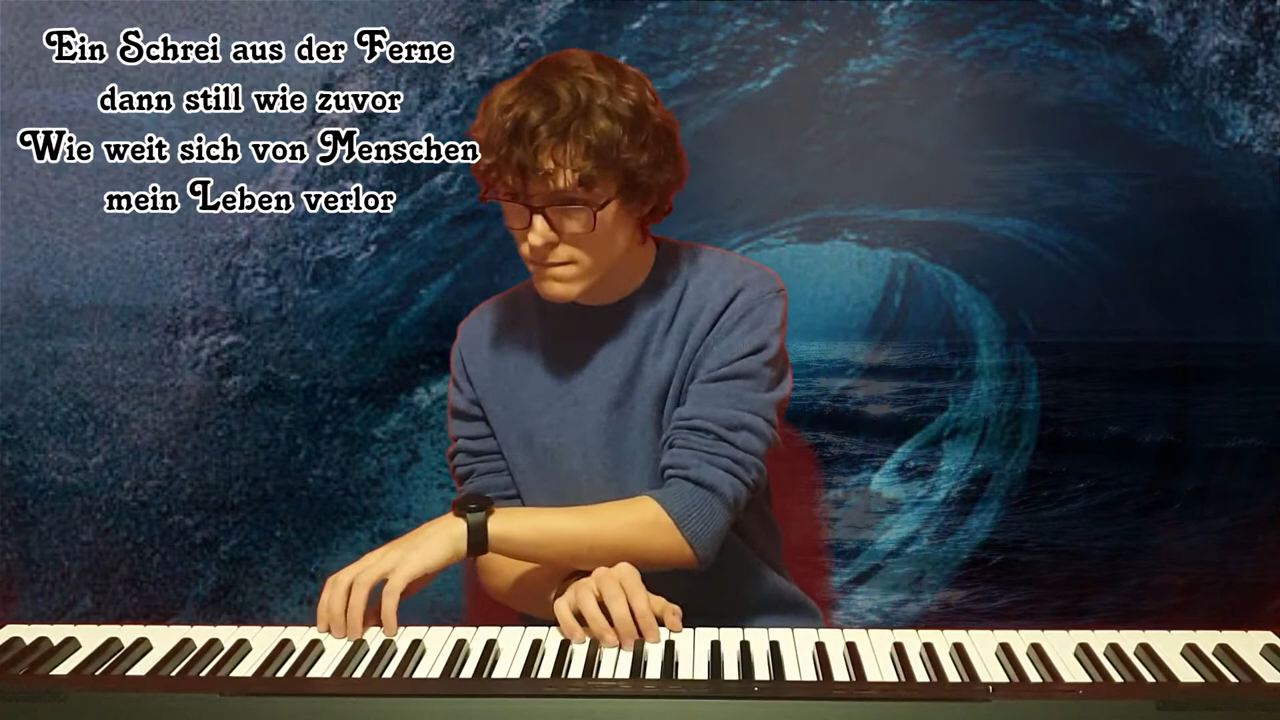 Ein Schrei aus der Ferne
dann still wie zuvor
Wie weit sich von Menschen
mein Leben verlor